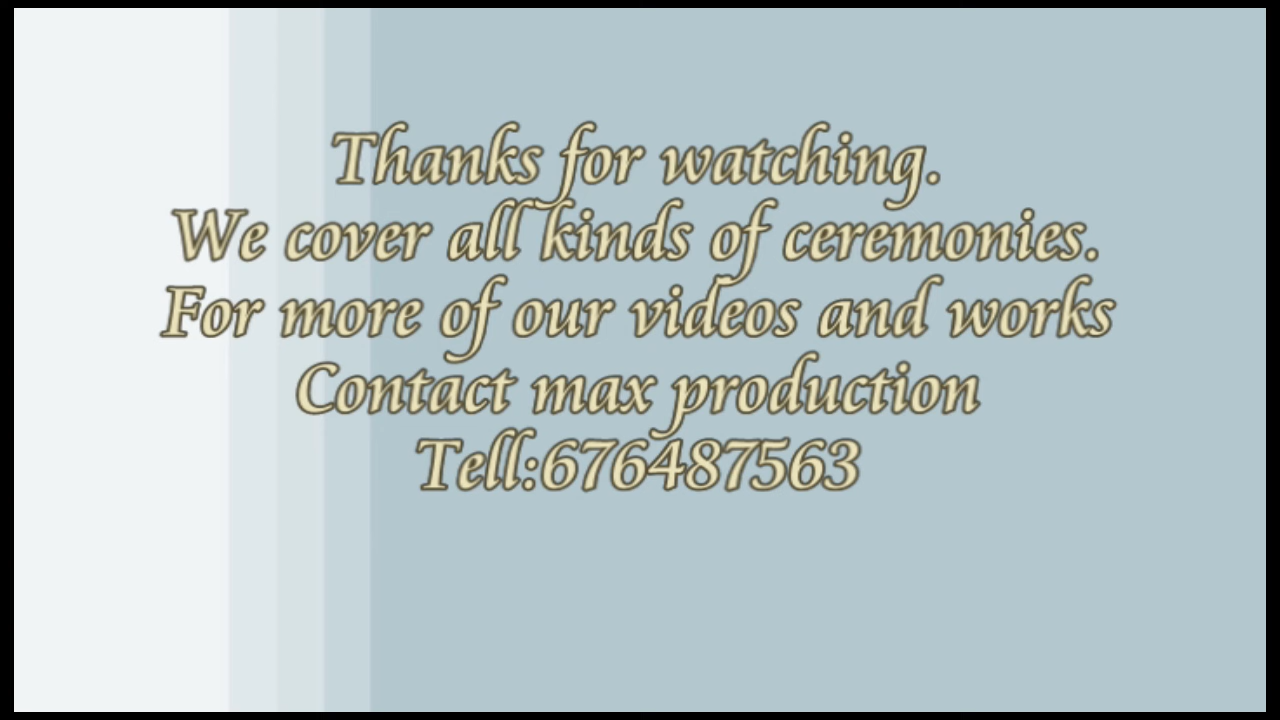 Thanks for watching.
We cover all kinds of ceremonies.
For more of our videos and works
Contact max production
Tell:676487563